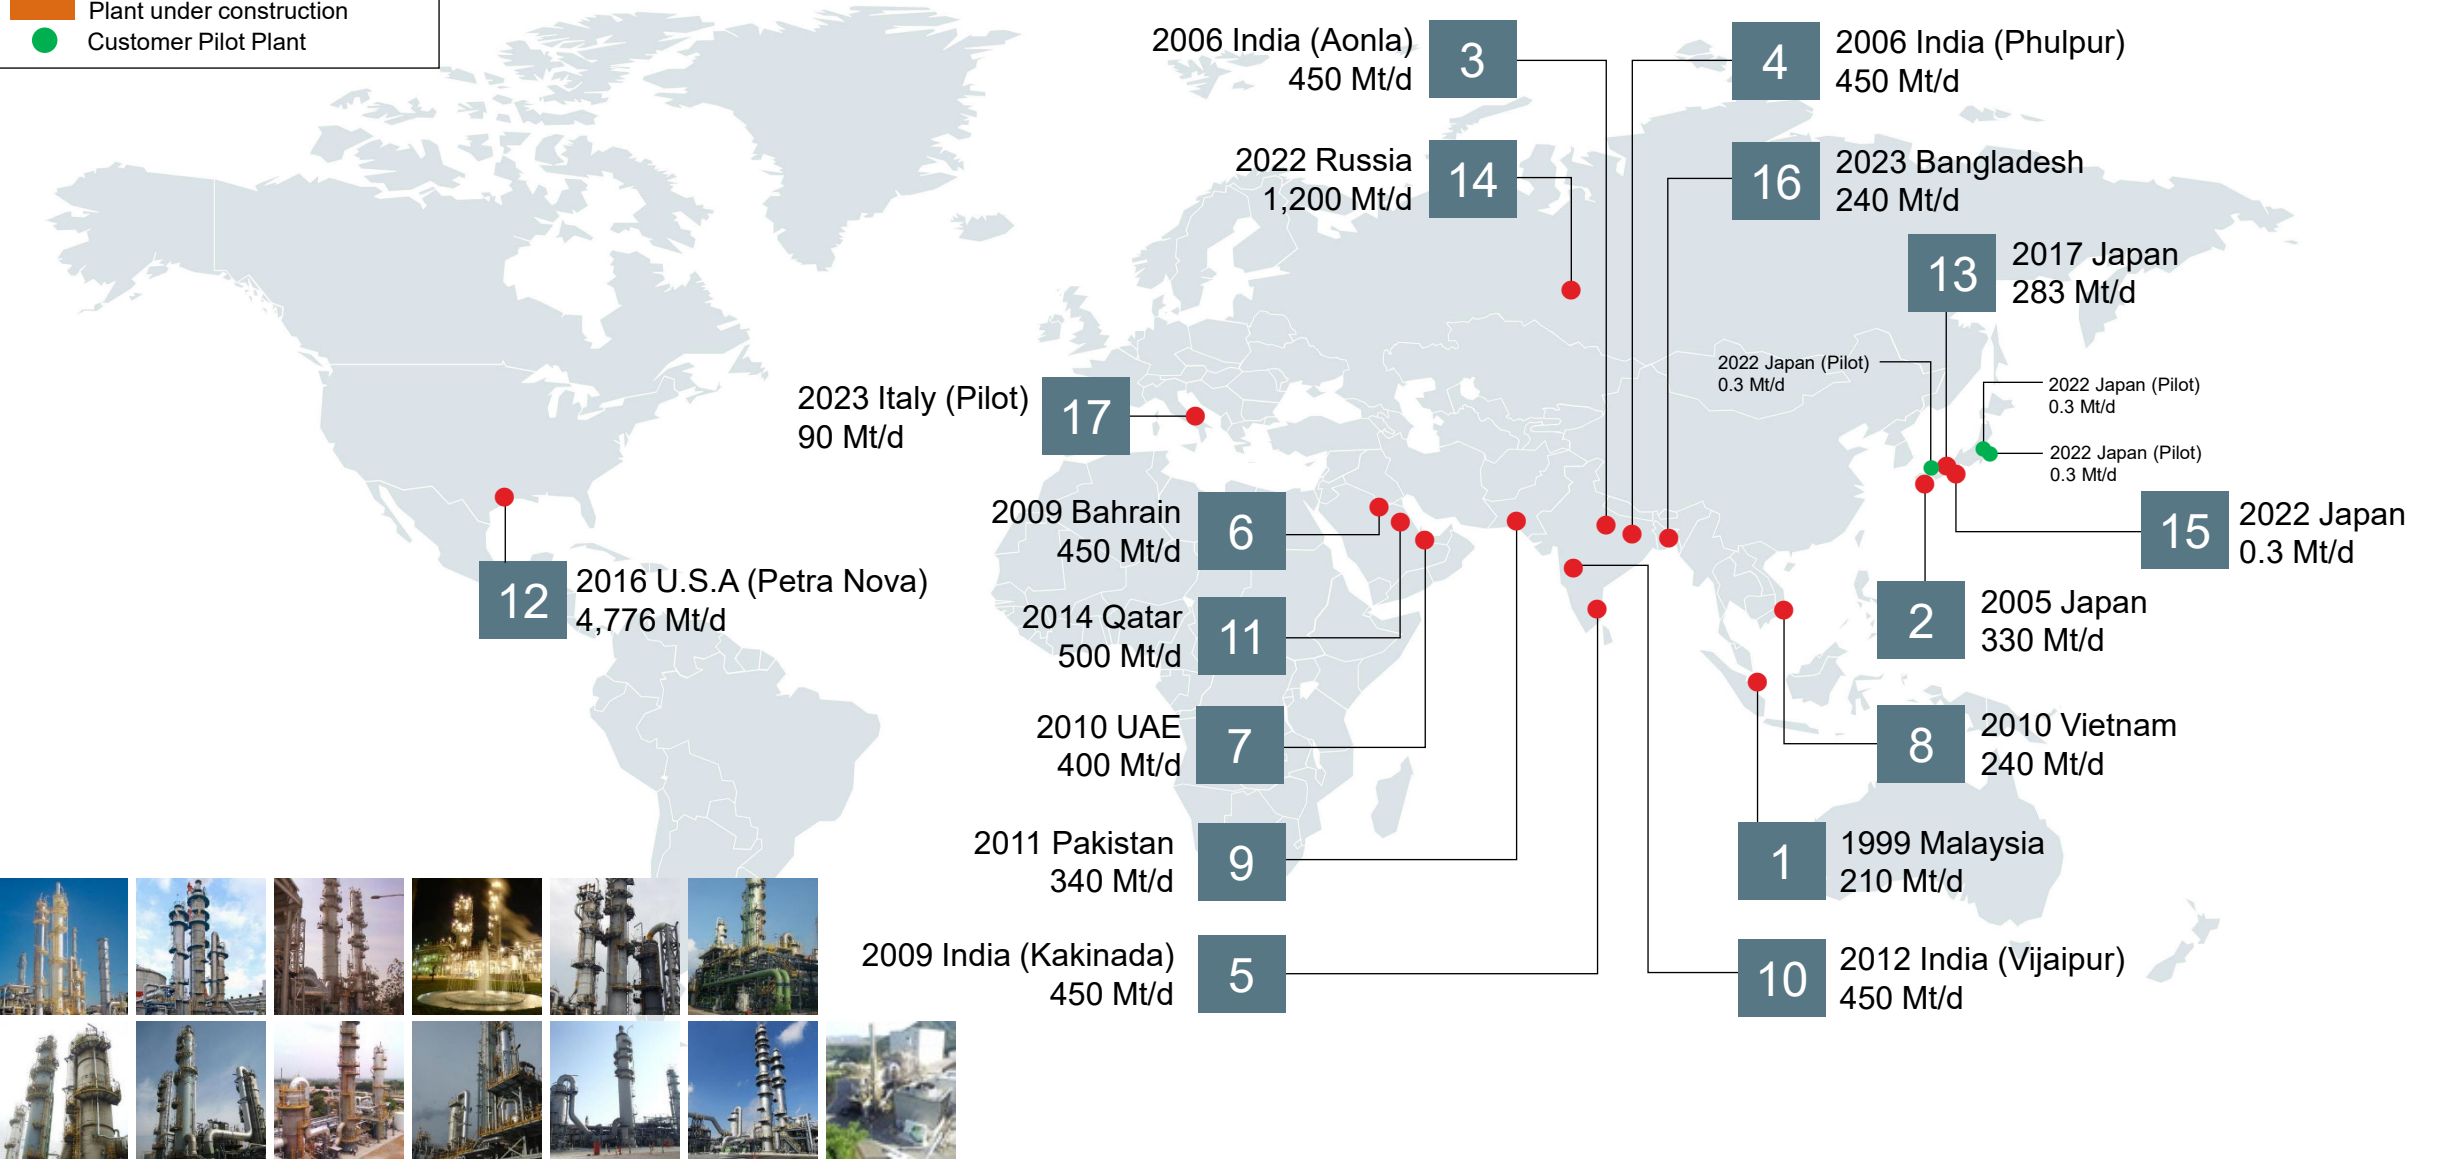 Plant under construction
Customer Pilot Plant
3
2006 India (Aonla)
450 Mt/d
4
2006 India (Phulpur)
450 Mt/d
14
2022 Russia
1,200 Mt/d
16
2023 Bangladesh
240 Mt/d
13
2017 Japan
283 Mt/d
2022 Japan (Pilot)
0.3 Mt/d
2022 Japan (Pilot)
0.3 Mt/d
2022 Japan (Pilot)
0.3 Mt/d
17
2023 Italy (Pilot)
90 Mt/d
6
2009 Bahrain
450 Mt/d
15
2022 Japan
0.3 Mt/d
12
2016 U.S.A (Petra Nova)
4,776 Mt/d
11
2014 Qatar
500 Mt/d
2
2005 Japan
330 Mt/d
7
2010 UAE
400 Mt/d
8
2010 Vietnam
240 Mt/d
9
2011 Pakistan
340 Mt/d
1
1999 Malaysia
210 Mt/d
5
2009 India (Kakinada)
450 Mt/d
10
2012 India (Vijaipur)
450 Mt/d